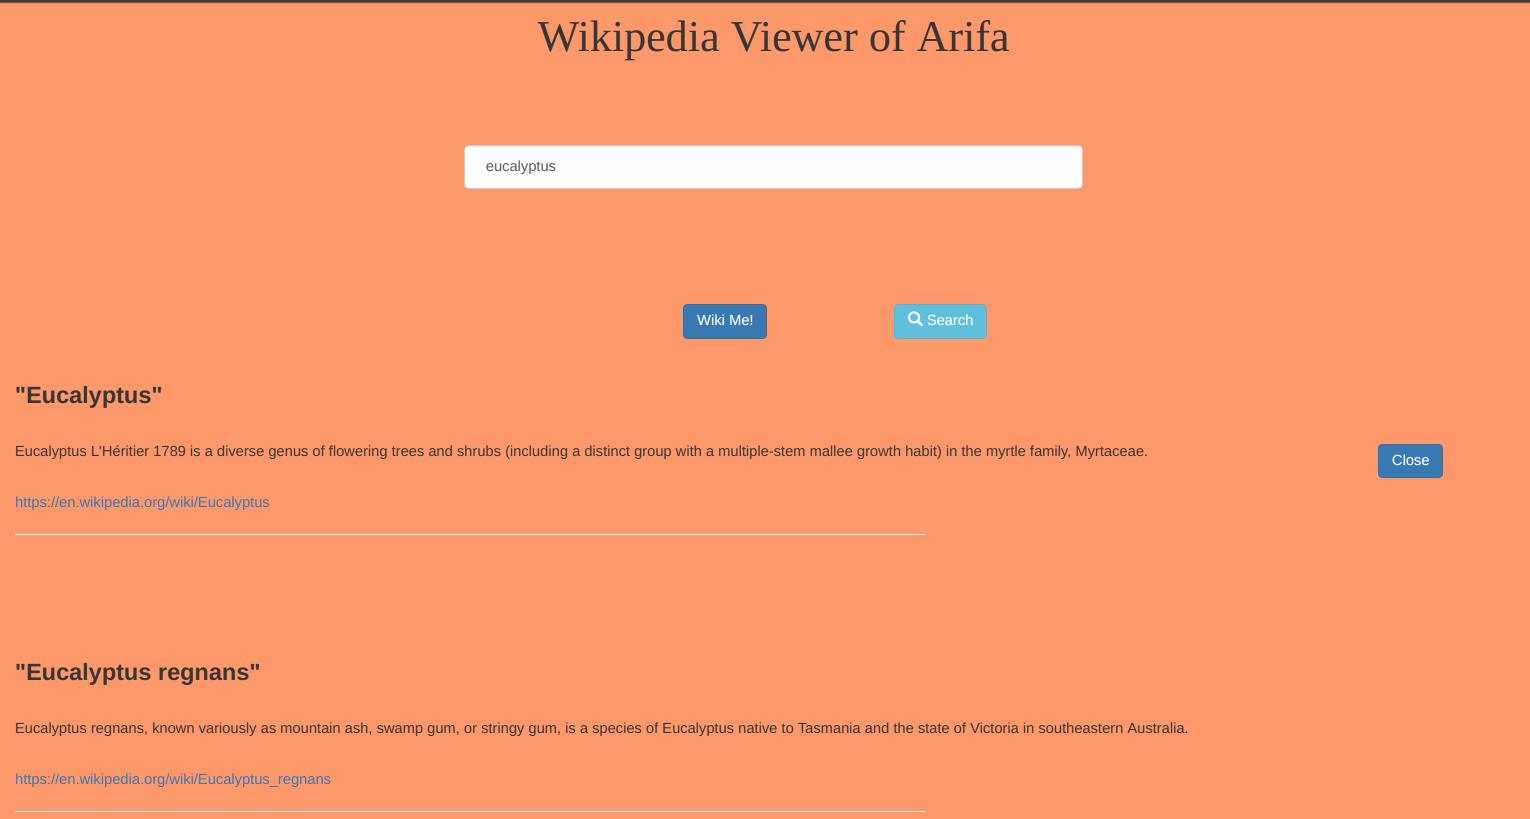 Wikipedia Viewer of Arifa
eucalyptus
Wiki Me!
Search
"Eucalyptus"
Eucalyptus L'Héritier 1789 is a diverse genus of flowering trees and shrubs (including a distinct group with a multiple-stem mallee growth habit) in the myrtle family, Myrtaceae.
Close
https://en.wikipedia.org/wiki/Eucalyptus
"Eucalyptus regnans"
Eucalyptus regnans, known variously as mountain ash, swamp gum, or stringy gum, is a species of Eucalyptus native to Tasmania and the state of Victoria in southeastern Australia.
https://en.wikipedia.org/wiki/Eucalyptus_regnans